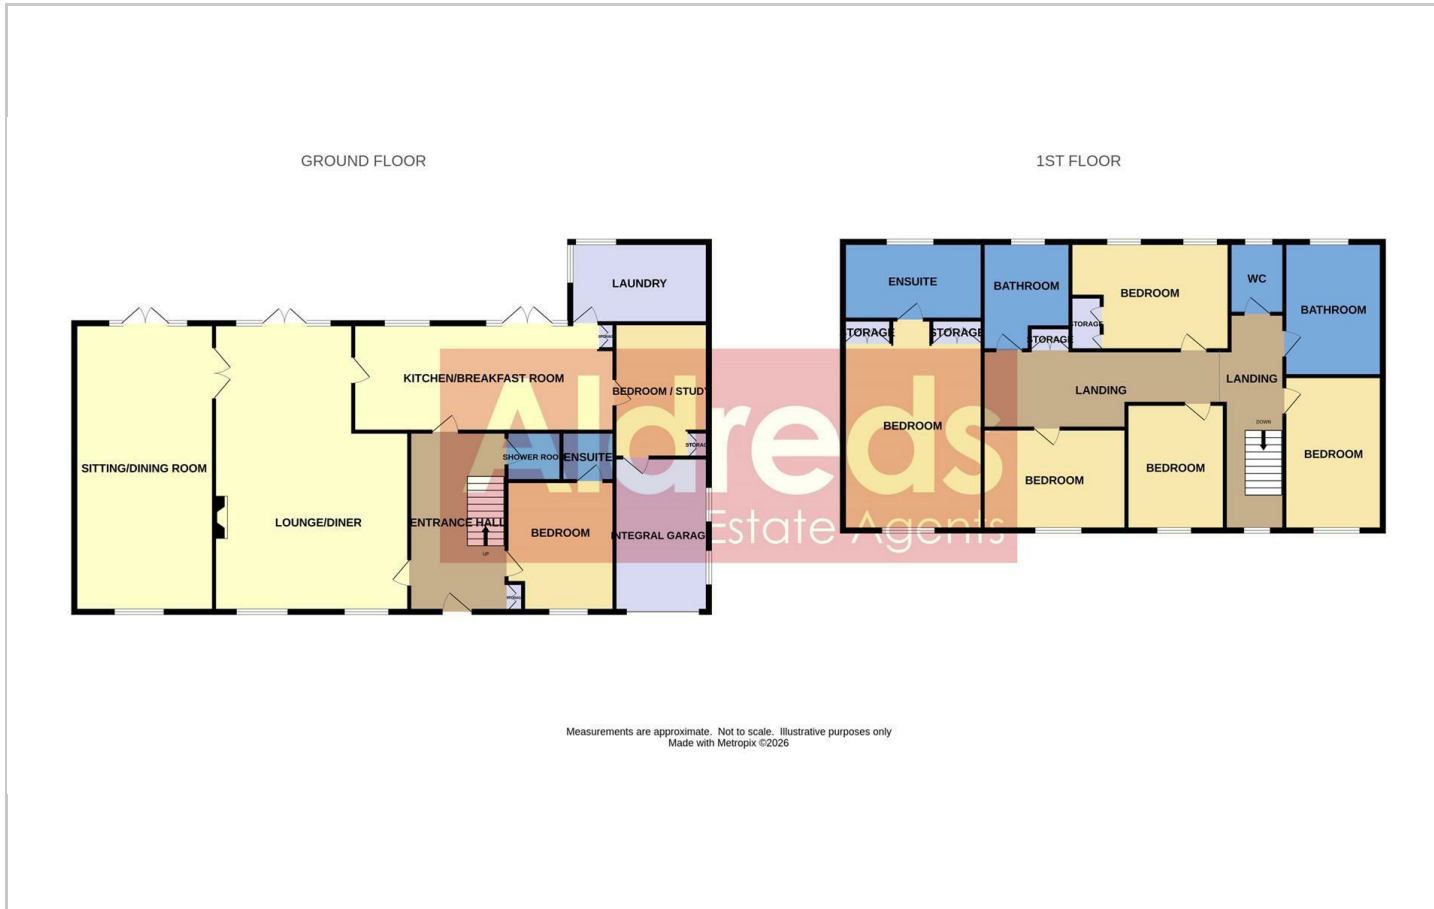 GROUND FLOOR
1ST FLOOR
LAUNDRY
KITCHEN/BREAKFAST ROOM
BEDROOM / STUDY
STORAGE
SITTING/DINING ROOM
LOUNGE/DINER
ENTRANCE HALL
UP
SHOWER ROO
ENSUITE
BEDROOM
INTEGRAL GARAGE
ENSUITE
BATHROOM
BEDROOM
WC
BATHROOM
STORAGE
STORAGE
STORAGE
STORAGE
LANDING
LANDING
DOWN
BEDROOM
BEDROOM
BEDROOM
BEDROOM
Aldreds
Estate Agents
Measurements are approximate. Not to scale. Illustrative purposes only
Made with Metropix ©2026